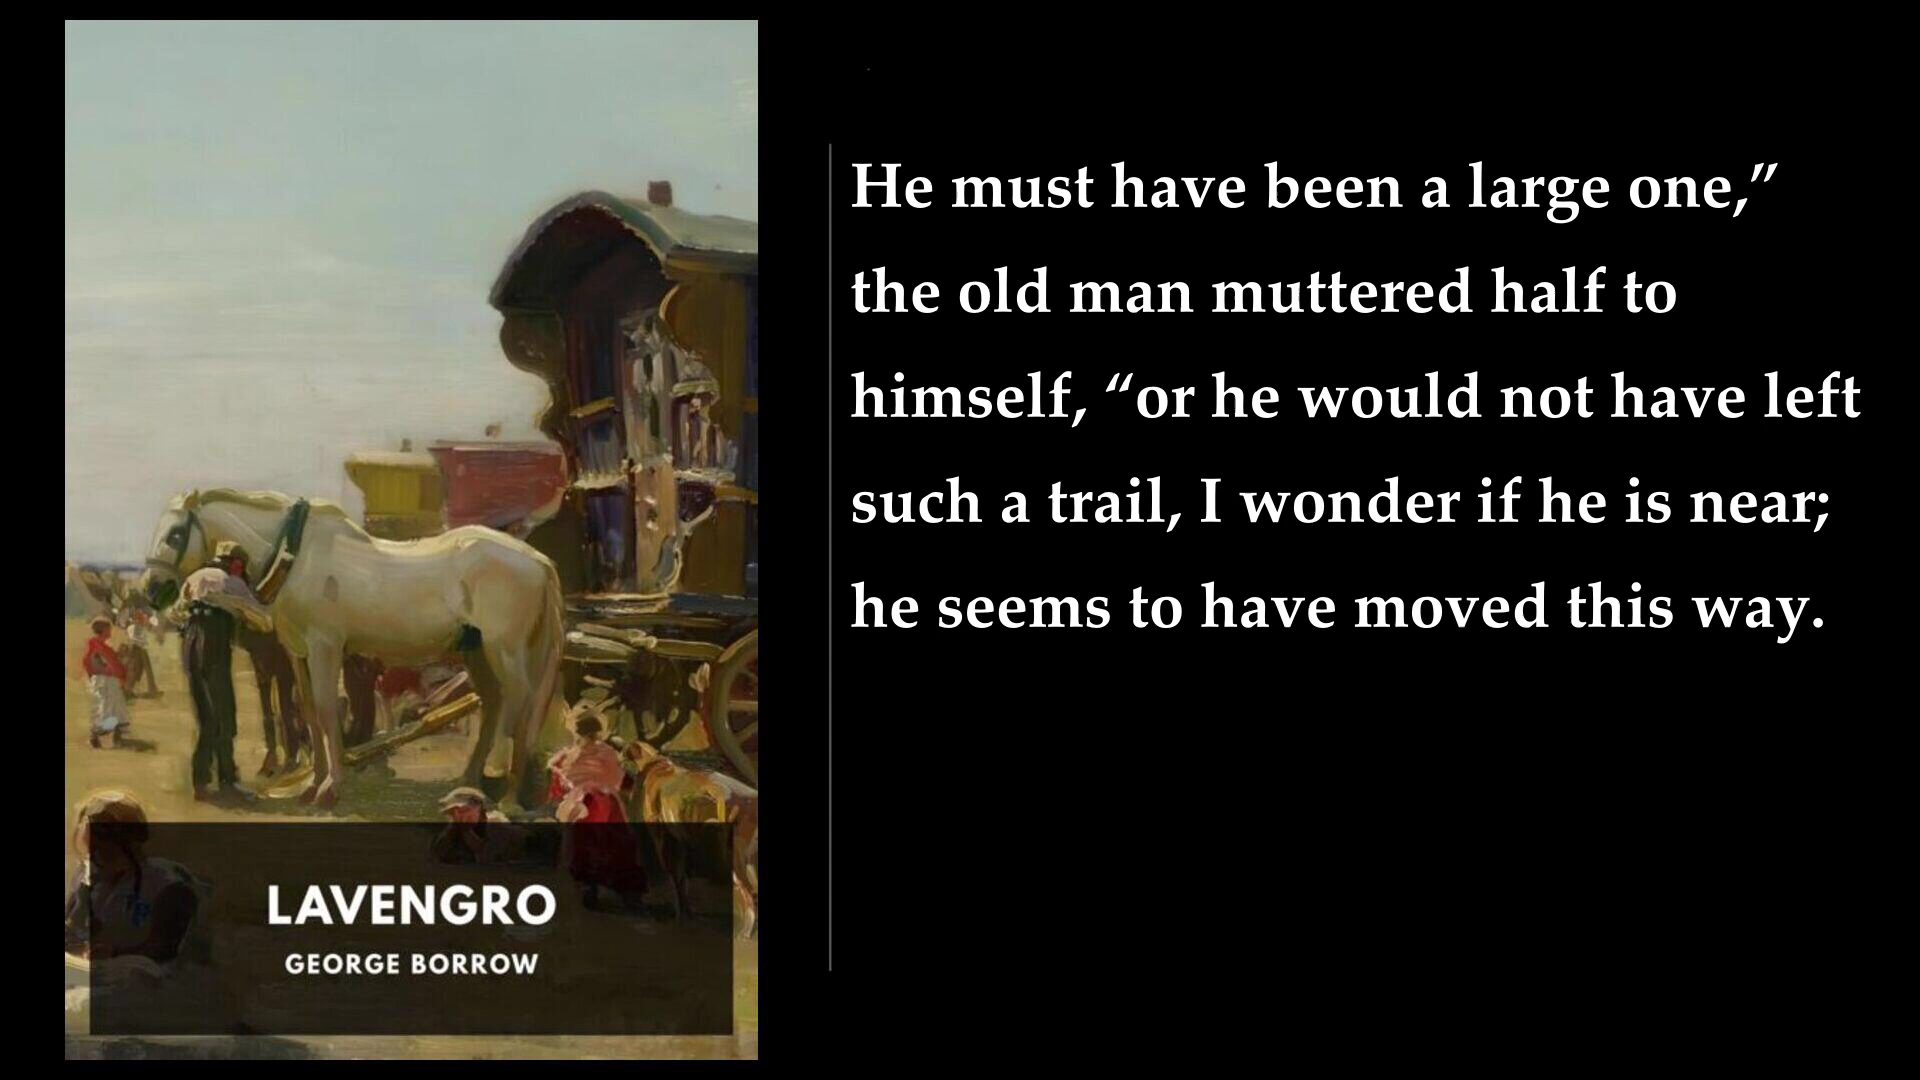 LAVENGRO
GEORGE BORROW
He must have been a large one,”
the old man muttered half to
himself, “or he would not have left
such a trail, I wonder if he is near;
he seems to have moved this way.